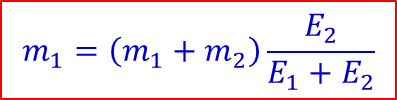 m₁ = (m₁ + m₂) E₂ / (E₁ + E₂)